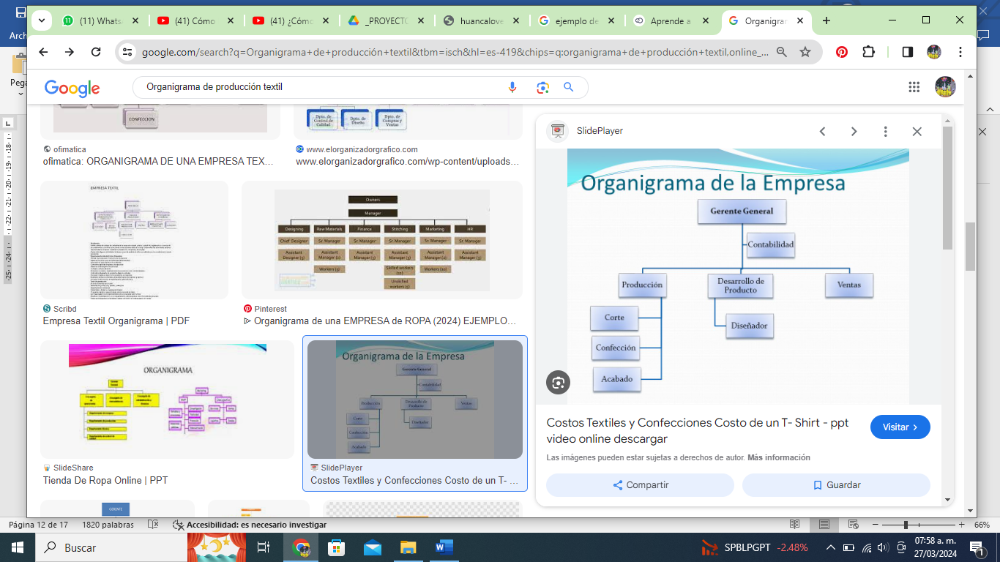 (11) Whats
(41) Cómo
(41) ¿Cómo
_PROYECTO
huancalove
ejemplo de
Aprende a
Organigram
Arch
google.com/search?q=Organigrama+de+producción+textil&tbm=isch&hl=es-419&chips=q:organigrama+de+producción+textil,online_...
Pega
Google
Organigrama de producción textil
CONFECCION
Dpto. de Control de Calidad
Dpto. de Diseño
Dpto. de Compras y Ventas
ofimatica
ofimatica: ORGANIGRAMA DE UNA EMPRESA TEX...
www.elorganizadorgrafico.com
www.elorganizadorgrafico.com/wp-content/uploads...
EMPRESA TEXTIL
Scribd
Empresa Textil Organigrama | PDF
Owners
Manager
Designing
Raw Materials
Finance
Stitching
Marketing
HR
Chief Designer
Sr. Manager
Sr. Manager
Sr. Manager
Sr. Manager
Sr. Manager
Assistant Designer (5)
Assistant Manager (2)
Assistant Manager (3)
Assistant Manager (3)
Assistant Manager (2)
Assistant Manager (3)
Workers (5)
Skilled workers (12)
Workers (10)
Unskilled workers (5)
Pinterest
ᐅ Organigrama de una EMPRESA de ROPA (2024) EJEMPLO...
ORGANIGRAMA
SlideShare
Tienda De Ropa Online | PPT
Organigrama de la Empresa
Gerente General
Contabilidad
Producción
Desarrollo de Producto
Ventas
Corte
Diseñador
Confección
Acabado
SlidePlayer
Costos Textiles y Confecciones Costo de un T- ...
GERENTE
SlidePlayer
Organigrama de la Empresa
Gerente General
Contabilidad
Producción
Desarrollo de
Producto
Ventas
Corte
Diseñador
Confección
Acabado
Costos Textiles y Confecciones Costo de un T- Shirt - ppt
video online descargar
Visitar
Las imágenes pueden estar sujetas a derechos de autor. Más información
Compartir
Guardar
Página 12 de 17
1820 palabras
Accesibilidad: es necesario investigar
66%
Buscar
SPBLPGPT -2.48%
07:58 a. m.
27/03/2024
1